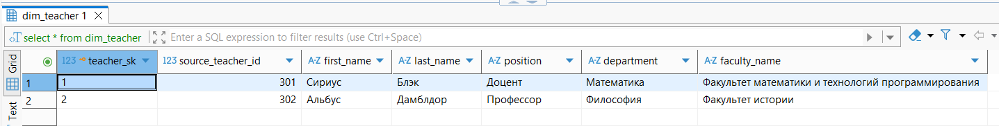 dim_teacher 1
select * from dim_teacher Enter a SQL expression to filter results (use Ctrl+Space)
Grid
Text
123 teacher_sk 123 source_teacher_id A-Z first_name A-Z last_name A-Z position A-Z department A-Z faculty_name
1 1 301 Сириус Блэк Доцент Математика Факультет математики и технологий программирования
2 2 302 Альбус Дамблдор Профессор Философия Факультет истории